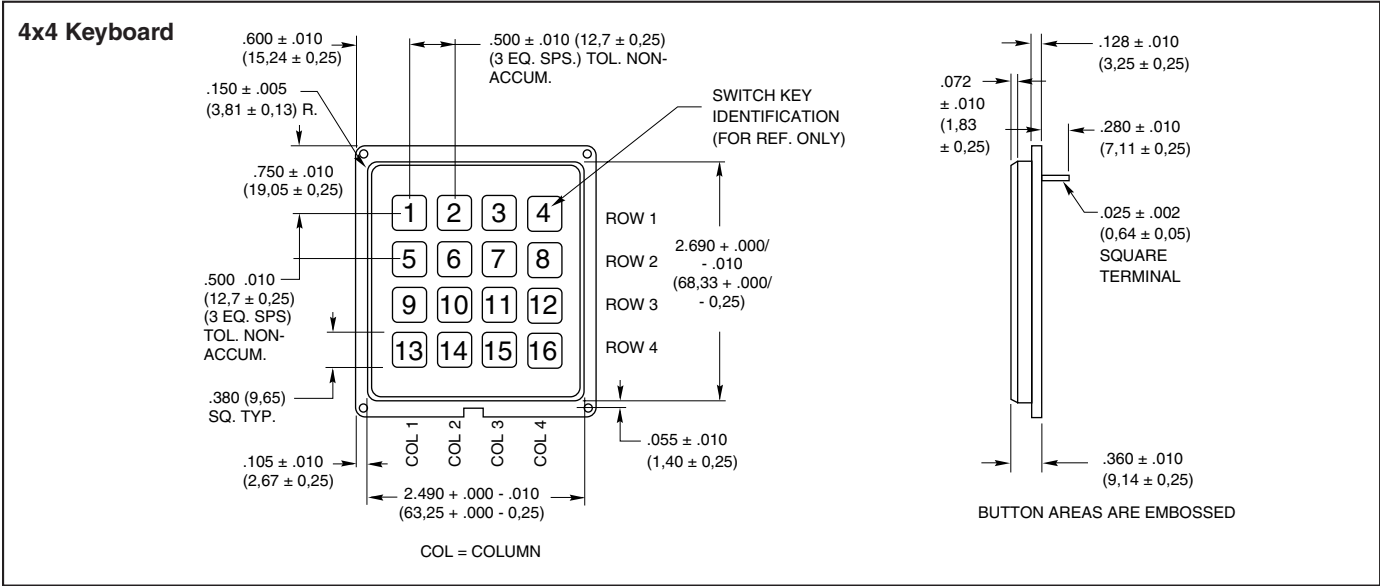 4x4 Keyboard
.600 ± .010
(15,24 ± 0,25)
.500 ± .010 (12,7 ± 0,25)
(3 EQ. SPS.) TOL. NON-
ACCUM.
.150 ± .005
(3,81 ± 0,13) R.
SWITCH KEY
IDENTIFICATION
(FOR REF. ONLY)
.750 ± .010
(19,05 ± 0,25)
1 2 3 4 ROW 1
5 6 7 8 ROW 2
9 10 11 12 ROW 3
13 14 15 16 ROW 4
2.690 + .000/
- .010
(68,33 + .000/
- 0,25)
.500 .010
(12,7 ± 0,25)
(3 EQ. SPS)
TOL. NON-
ACCUM.
.380 (9,65)
SQ. TYP.
COL 1
COL 2
COL 3
COL 4
.055 ± .010
(1,40 ± 0,25)
.105 ± .010
(2,67 ± 0,25)
2.490 + .000 - .010
(63,25 + .000 - 0,25)
COL = COLUMN
.128 ± .010
(3,25 ± 0,25)
.072
± .010
(1,83
± 0,25)
.280 ± .010
(7,11 ± 0,25)
.025 ± .002
(0,64 ± 0,05)
SQUARE
TERMINAL
.360 ± .010
(9,14 ± 0,25)
BUTTON AREAS ARE EMBOSSED